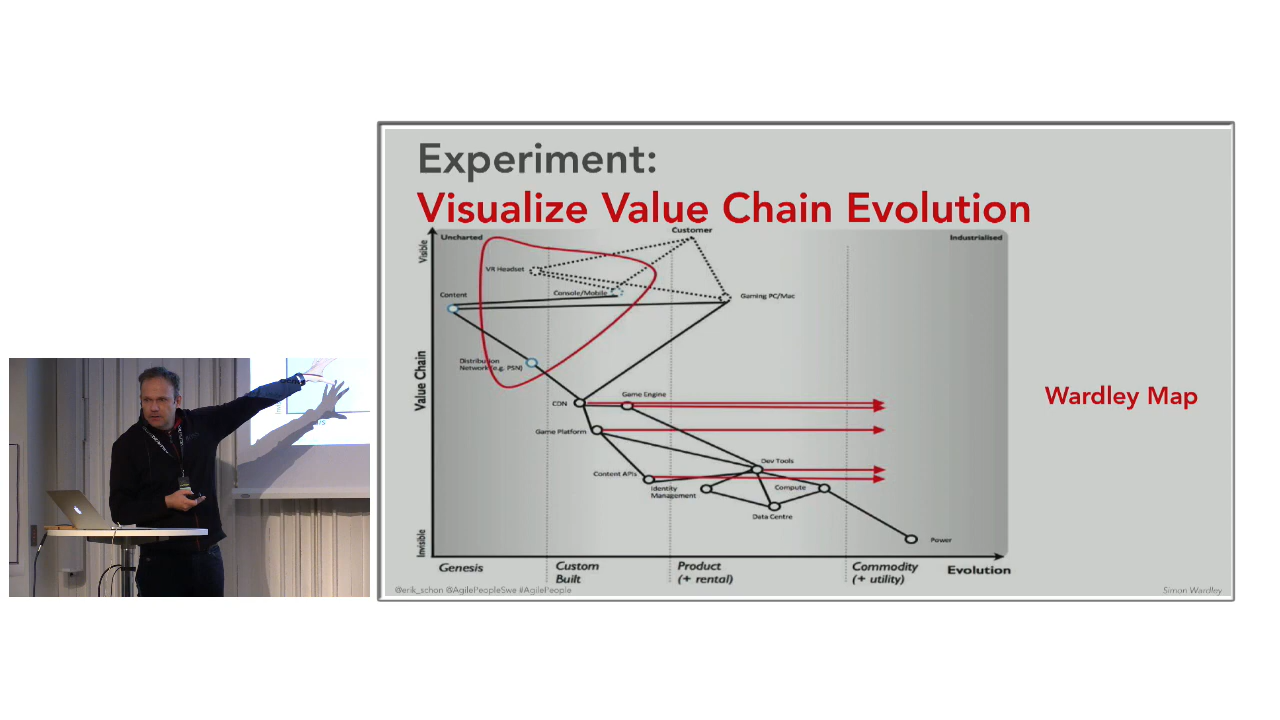 Experiment:
Visualize Value Chain Evolution
Customer
Uncharted
Industrialised
Visible
VR Headset
Content
Console/Mobile
Gaming PC/Mac
Value Chain
Distribution
Network (e.g. PSN)
Wardley Map
Game Engine
CDN
Game Platform
Dev Tools
Content APIs
Identity
Management
Compute
Data Centre
Invisible
Power
Genesis
Custom
Built
Product
(+ rental)
Commodity
(+ utility)
Evolution
@erik_schon @AgilePeopleSwe #AgilePeople
Simon Wardley